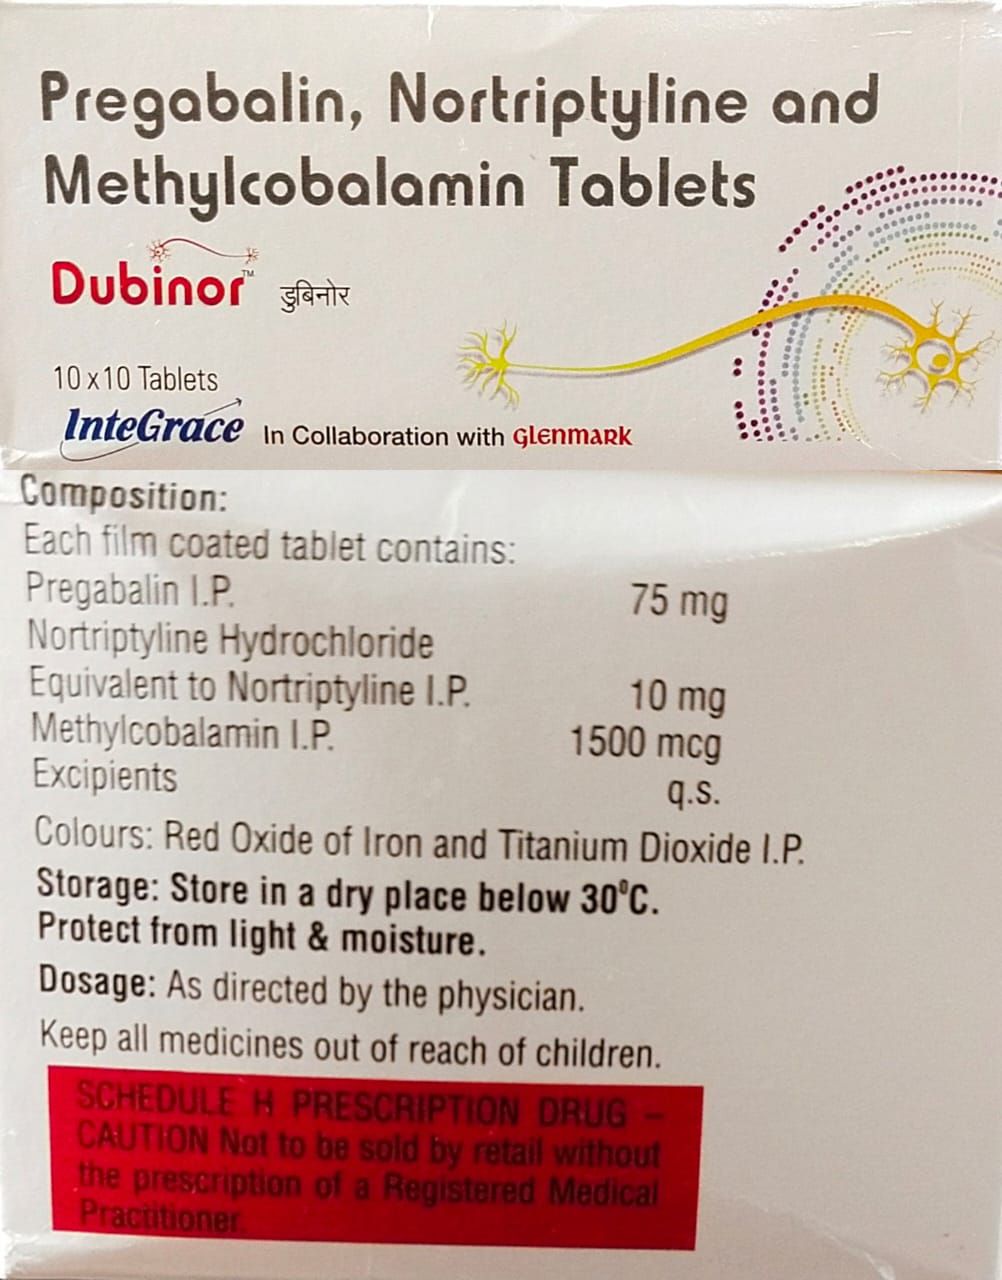 Pregabalin, Nortriptyline and
Methylcobalamin Tablets
Dubinor™ डुबिनोर
10 x 10 Tablets
InteGrace In Collaboration with glenmark
Composition:
Each film coated tablet contains:
Pregabalin I.P. 75 mg
Nortriptyline Hydrochloride
Equivalent to Nortriptyline I.P. 10 mg
Methylcobalamin I.P. 1500 mcg
Excipients q.s.
Colours: Red Oxide of Iron and Titanium Dioxide I.P.
Storage: Store in a dry place below 30°C.
Protect from light & moisture.
Dosage: As directed by the physician.
Keep all medicines out of reach of children.
SCHEDULE H PRESCRIPTION DRUG –
CAUTION Not to be sold by retail without
the prescription of a Registered Medical
Practitioner.